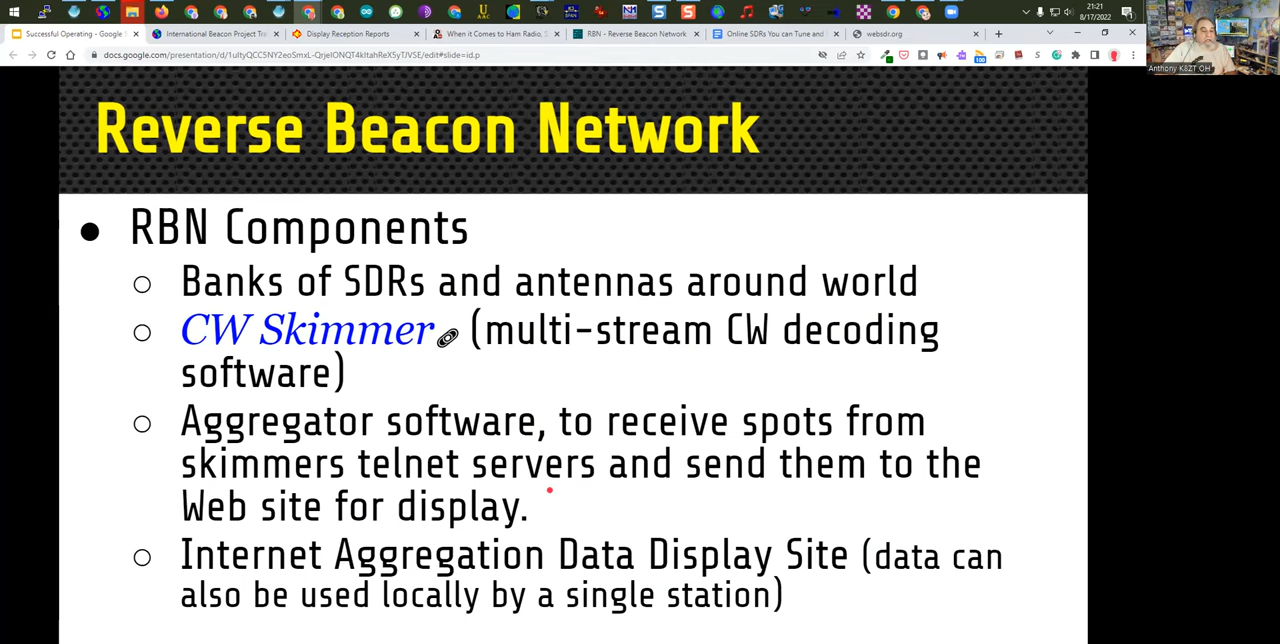 21:21
8/17/2022
Successful Operating - Google
International Beacon Project Tr
Display Reception Reports
When it Comes to Ham Radio, S
RBN - Reverse Beacon Network
Online SDRs You can Tune and
websdr.org
Anthony K8ZT OH
Reverse Beacon Network
● RBN Components
○ Banks of SDRs and antennas around world
○ CW Skimmer (multi-stream CW decoding
software)
○ Aggregator software, to receive spots from
skimmers telnet servers and send them to the
Web site for display.
○ Internet Aggregation Data Display Site (data can
also be used locally by a single station)